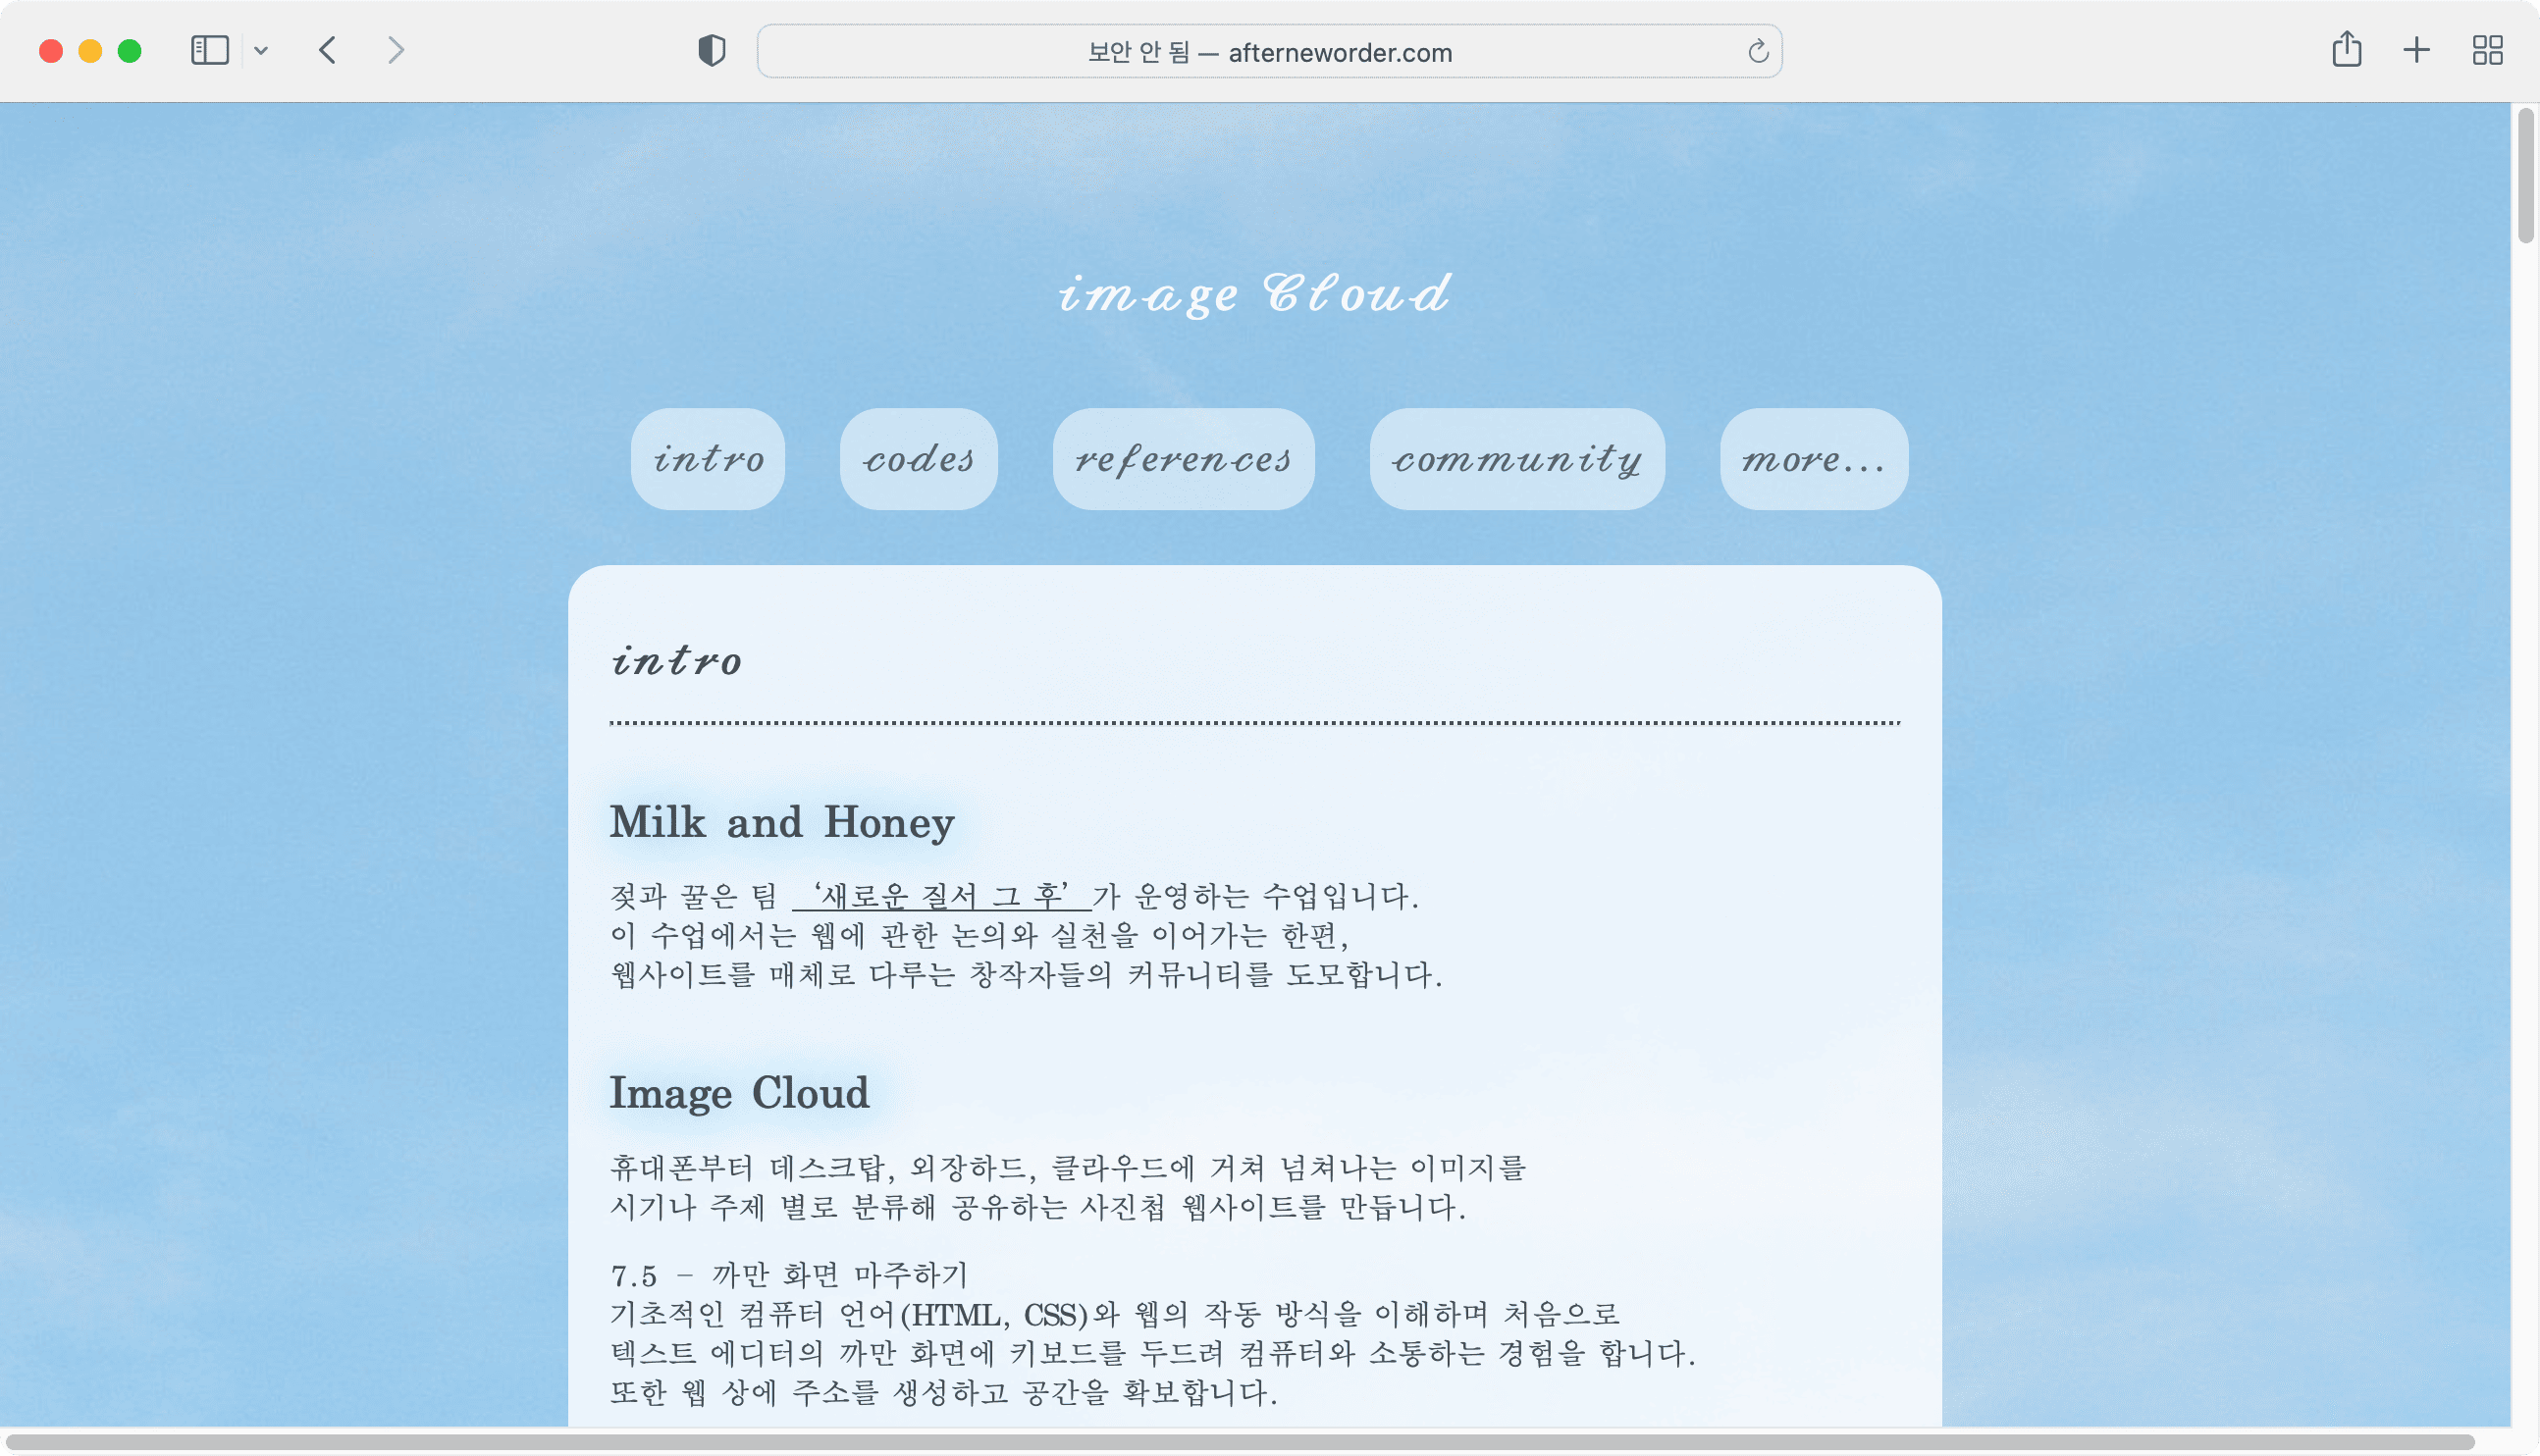 보안 안 됨 — afterneworder.com
image Cloud
intro
codes
references
community
more...
intro
Milk and Honey
젖과 꿀은 팀 ‘새로운 질서 그 후’가 운영하는 수업입니다.
이 수업에서는 웹에 관한 논의와 실천을 이어가는 한편,
웹사이트를 매체로 다루는 창작자들의 커뮤니티를 도모합니다.
Image Cloud
휴대폰부터 데스크탑, 외장하드, 클라우드에 거쳐 넘쳐나는 이미지를
시기나 주제 별로 분류해 공유하는 사진첩 웹사이트를 만듭니다.
7.5 – 까만 화면 마주하기
기초적인 컴퓨터 언어(HTML, CSS)와 웹의 작동 방식을 이해하며 처음으로
텍스트 에디터의 까만 화면에 키보드를 두드려 컴퓨터와 소통하는 경험을 합니다.
또한 웹 상에 주소를 생성하고 공간을 확보합니다.